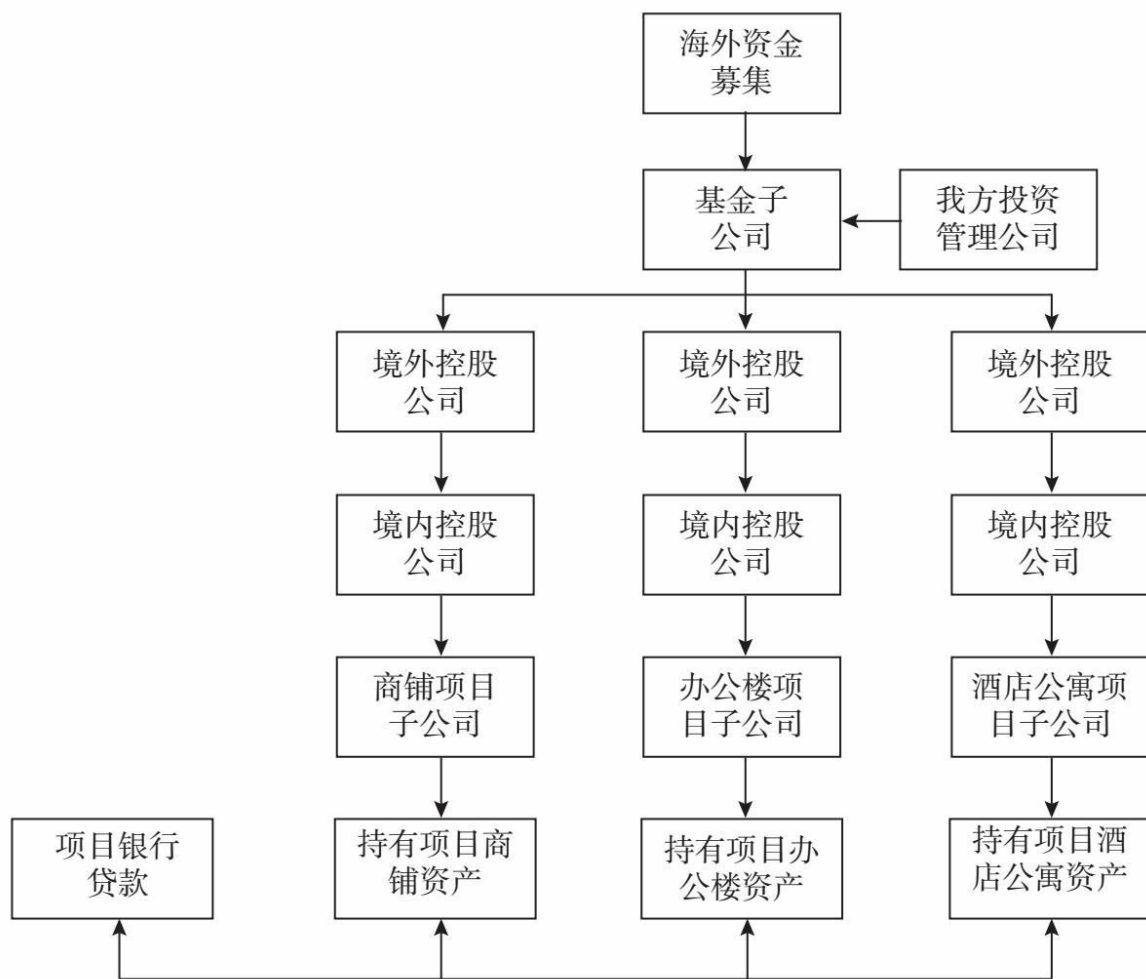 海外资金
募集
基金子
公司
我方投资
管理公司
境外控股
公司
境外控股
公司
境外控股
公司
境内控股
公司
境内控股
公司
境内控股
公司
商铺项目
子公司
办公楼项
目子公司
酒店公寓项
目子公司
项目银行
贷款
持有项目商
铺资产
持有项目办
公楼资产
持有项目酒
店公寓资产